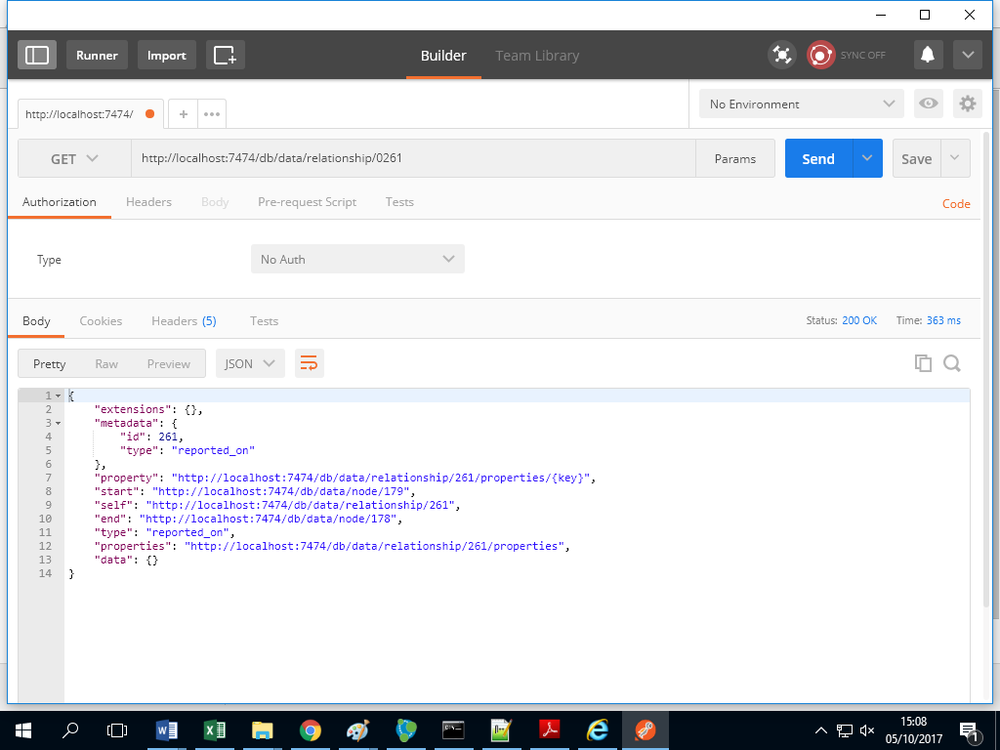 Runner Import Builder Team Library SYNC OFF
http://localhost:7474/ + ••• No Environment
GET http://localhost:7474/db/data/relationship/0261 Params Send Save
Authorization Headers Body Pre-request Script Tests Code
Type No Auth
Body Cookies Headers (5) Tests Status: 200 OK Time: 363 ms
Pretty Raw Preview JSON
1 {
2 "extensions": {},
3 "metadata": {
4 "id": 261,
5 "type": "reported_on"
6 },
7 "property": "http://localhost:7474/db/data/relationship/261/properties/{key}",
8 "start": "http://localhost:7474/db/data/node/179",
9 "self": "http://localhost:7474/db/data/relationship/261",
10 "end": "http://localhost:7474/db/data/node/178",
11 "type": "reported_on",
12 "properties": "http://localhost:7474/db/data/relationship/261/properties",
13 "data": {}
14 }
15:08
05/10/2017
1